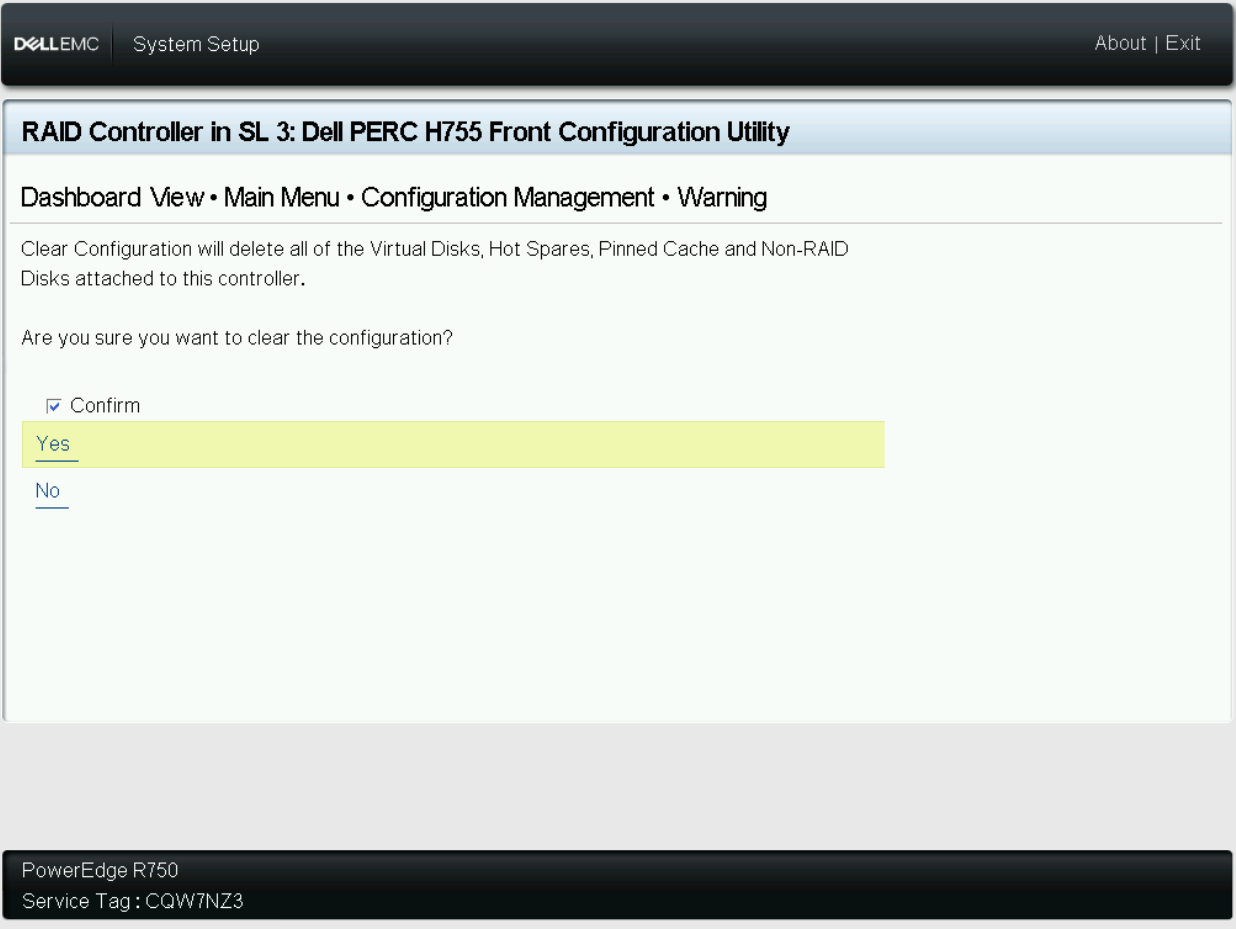 DELLEMC System Setup About | Exit
RAID Controller in SL 3: Dell PERC H755 Front Configuration Utility
Dashboard View • Main Menu • Configuration Management • Warning
Clear Configuration will delete all of the Virtual Disks, Hot Spares, Pinned Cache and Non-RAID
Disks attached to this controller.
Are you sure you want to clear the configuration?
Confirm
Yes
No
PowerEdge R750
Service Tag : CQW7NZ3